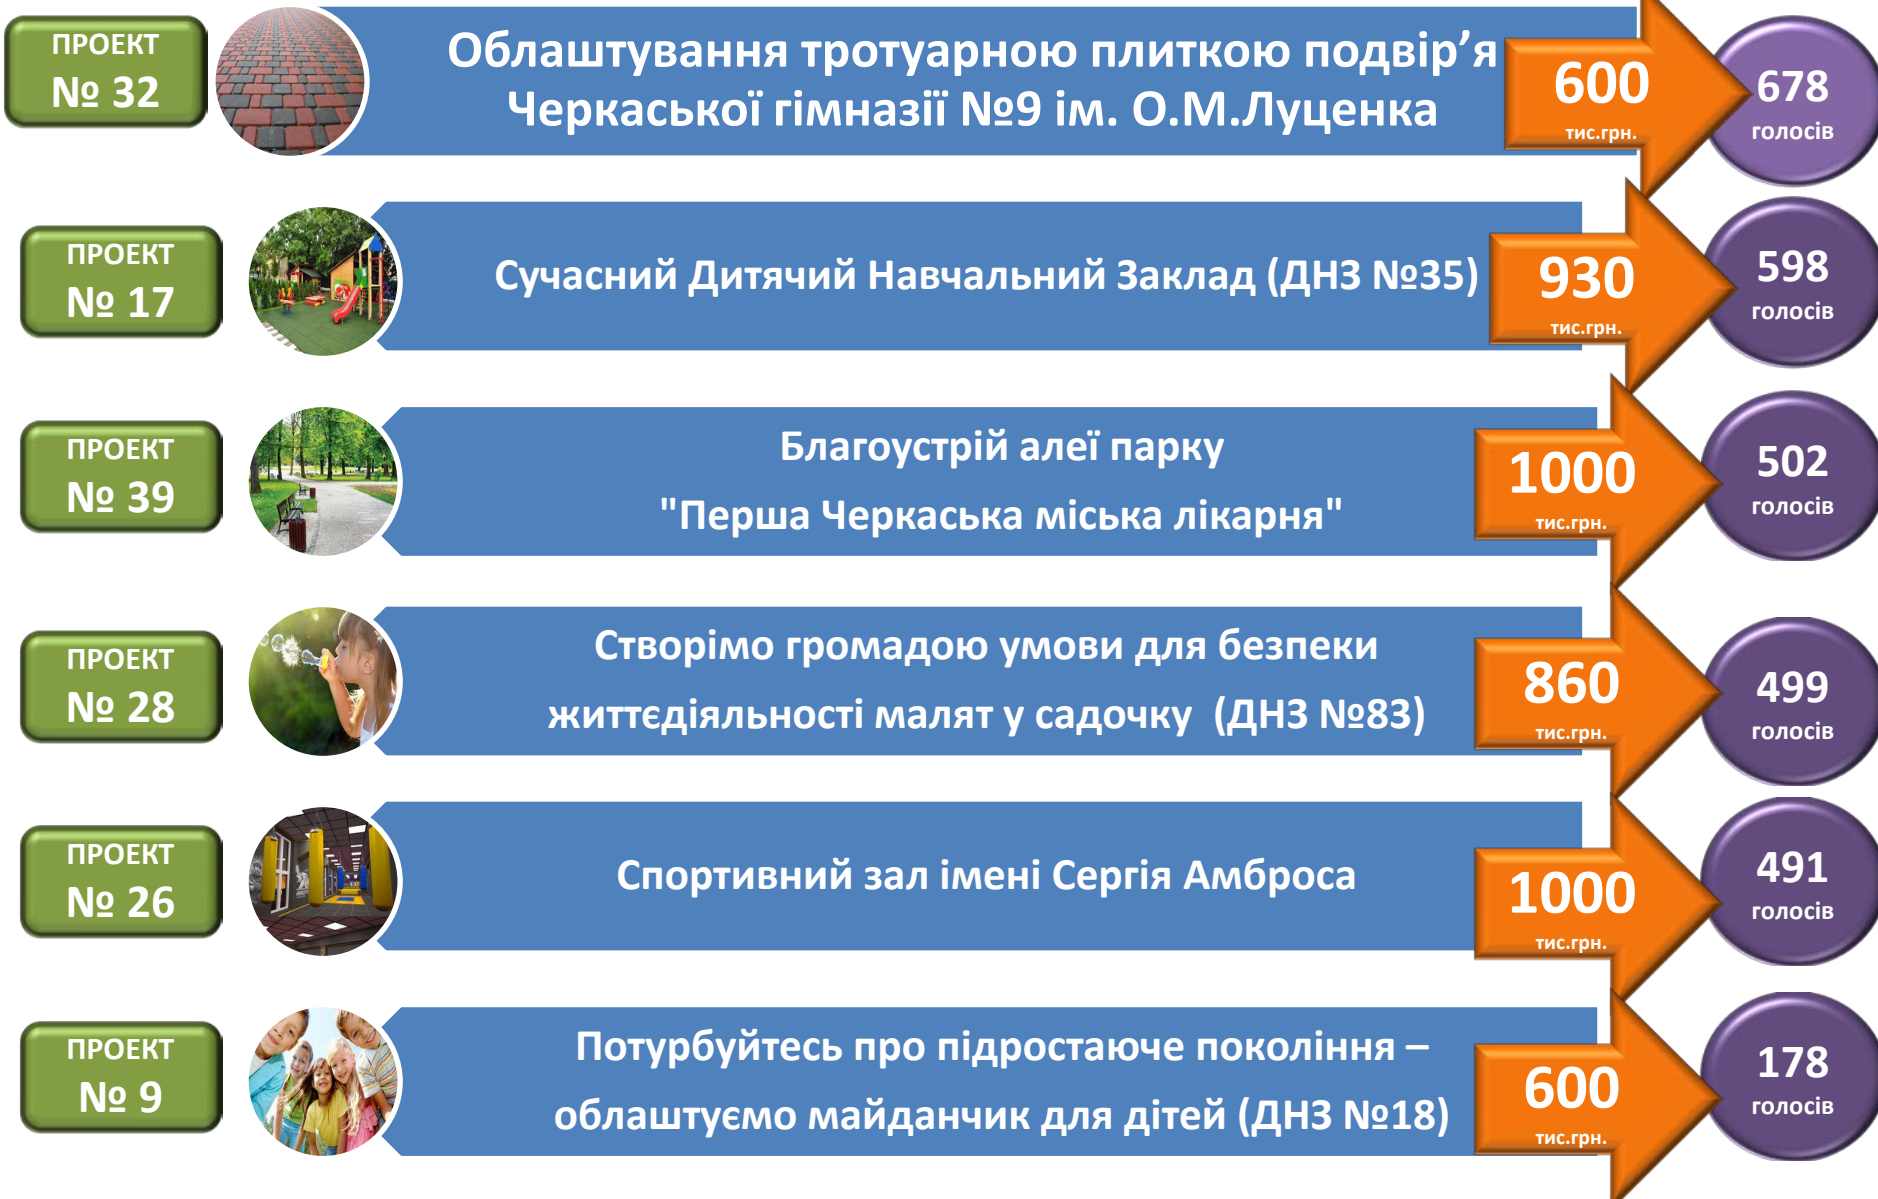 ПРОЕКТ
№ 32
Облаштування тротуарною плиткою подвір’я
Черкаської гімназії №9 ім. О.М.Луценка
600
тис.грн.
678
голосів
ПРОЕКТ
№ 17
Сучасний Дитячий Навчальний Заклад (ДНЗ №35)
930
тис.грн.
598
голосів
ПРОЕКТ
№ 39
Благоустрій алеї парку
"Перша Черкаська міська лікарня"
1000
тис.грн.
502
голосів
ПРОЕКТ
№ 28
Створімо громадою умови для безпеки
життєдіяльності малят у садочку (ДНЗ №83)
860
тис.грн.
499
голосів
ПРОЕКТ
№ 26
Спортивний зал імені Сергія Амброса
1000
тис.грн.
491
голосів
ПРОЕКТ
№ 9
Потурбуйтесь про підростаюче покоління –
облаштуємо майданчик для дітей (ДНЗ №18)
600
тис.грн.
178
голосів